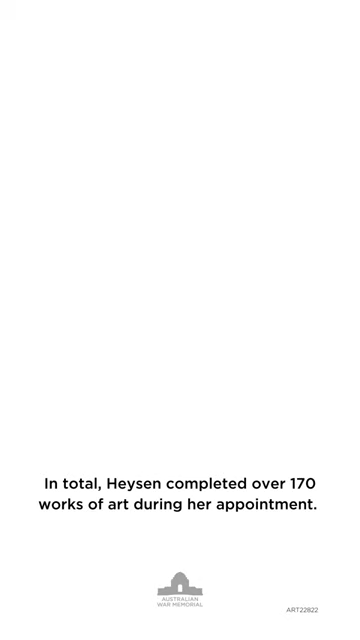 In total, Heysen completed over 170
works of art during her appointment.
AUSTRALIAN
WAR MEMORIAL
ART22822